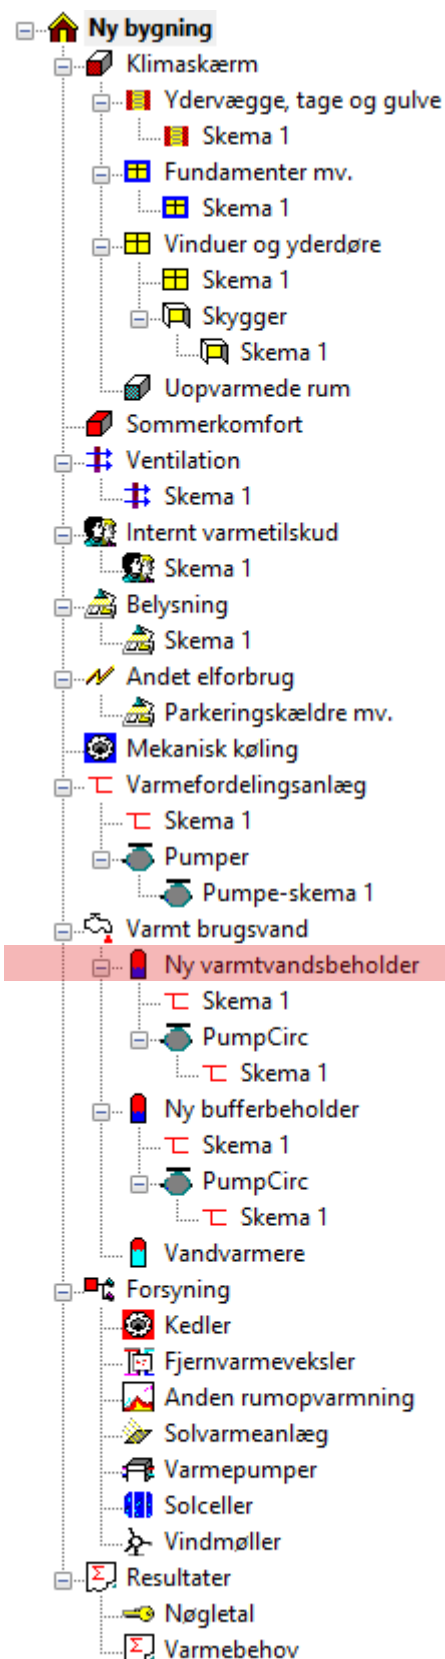 Ny bygning
Klimaskærm
Ydervægge, tage og gulve
Skema 1
Fundamenter mv.
Skema 1
Vinduer og yderdøre
Skema 1
Skygger
Skema 1
Uopvarmede rum
Sommerkomfort
Ventilation
Skema 1
Internt varmetilskud
Skema 1
Belysning
Skema 1
Andet elforbrug
Parkeringskældre mv.
Mekanisk køling
Varmefordelingsanlæg
Skema 1
Pumper
Pumpe-skema 1
Varmt brugsvand
Ny varmtvandsbeholder
Skema 1
PumpCirc
Skema 1
Ny bufferbeholder
Skema 1
PumpCirc
Skema 1
Vandvarmere
Forsyning
Kedler
Fjernvarmeveksler
Anden rumopvarmning
Solvarmeanlæg
Varmepumper
Solceller
Vindmøller
Resultater
Nøgletal
Varmebehov